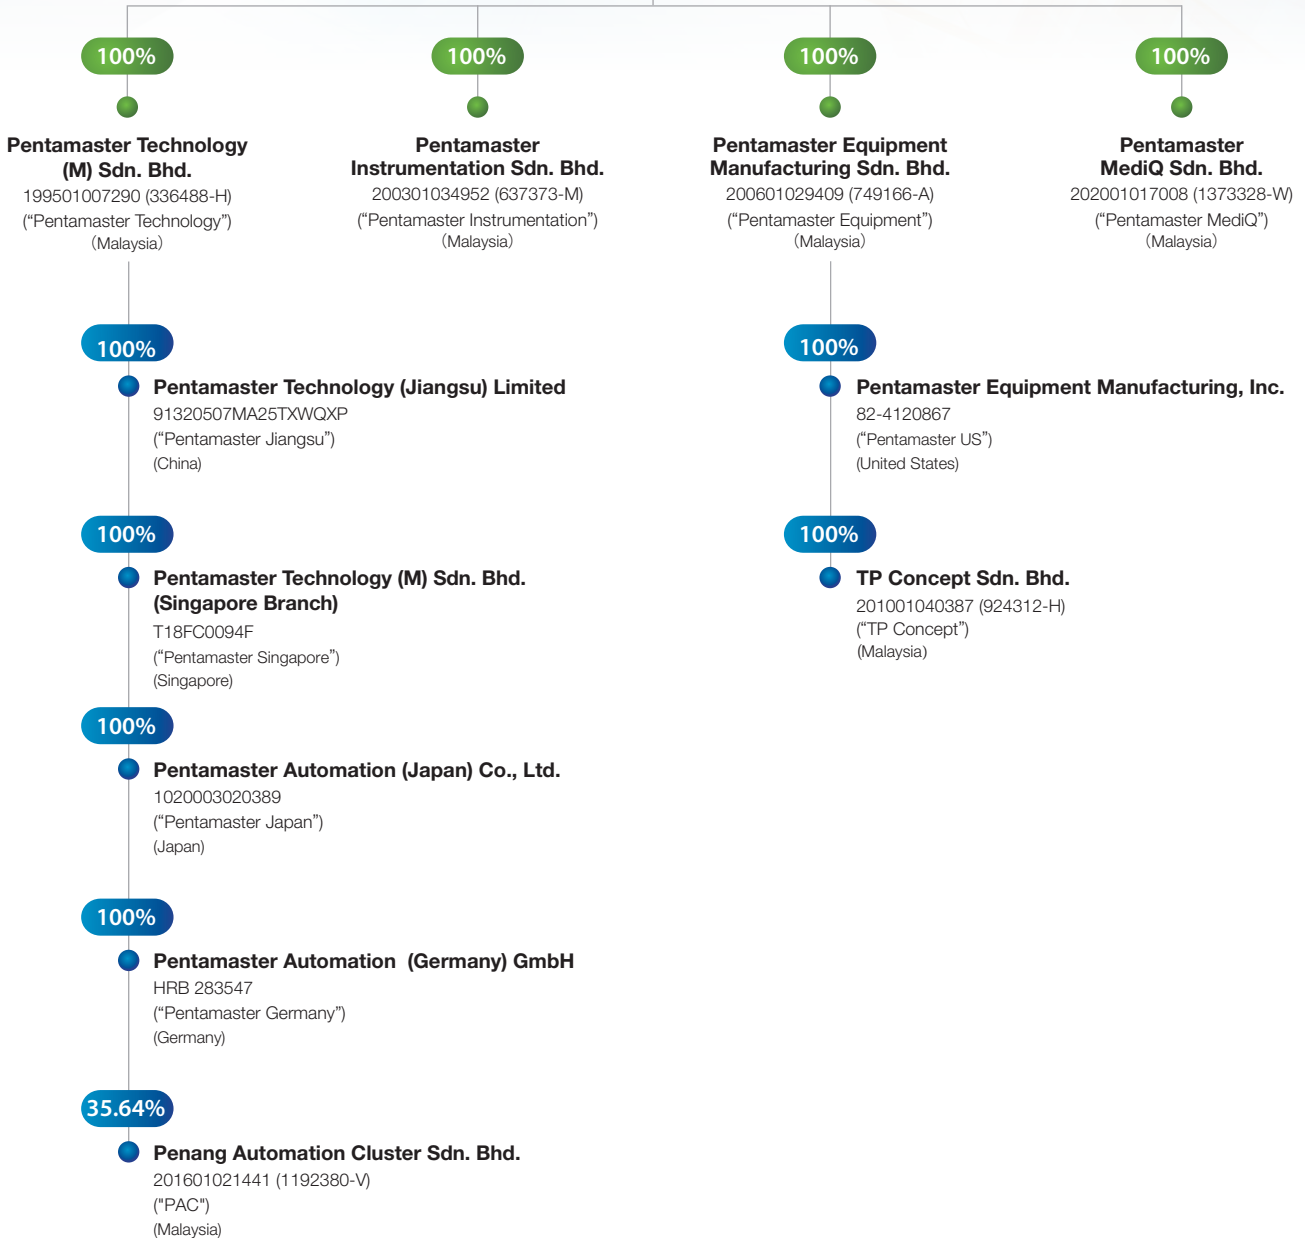 100%
Pentamaster Technology
(M) Sdn. Bhd.
199501007290 (336488-H)
(“Pentamaster Technology”)
(Malaysia)
100%
Pentamaster
Instrumentation Sdn. Bhd.
200301034952 (637373-M)
(“Pentamaster Instrumentation”)
(Malaysia)
100%
Pentamaster Equipment
Manufacturing Sdn. Bhd.
200601029409 (749166-A)
(“Pentamaster Equipment”)
(Malaysia)
100%
Pentamaster
MediQ Sdn. Bhd.
202001017008 (1373328-W)
(“Pentamaster MediQ”)
(Malaysia)
100%
Pentamaster Technology (Jiangsu) Limited
91320507MA25TXWQXP
(“Pentamaster Jiangsu”)
(China)
100%
Pentamaster Technology (M) Sdn. Bhd.
(Singapore Branch)
T18FC0094F
(“Pentamaster Singapore”)
(Singapore)
100%
Pentamaster Automation (Japan) Co., Ltd.
1020003020389
(“Pentamaster Japan”)
(Japan)
100%
Pentamaster Automation (Germany) GmbH
HRB 283547
(“Pentamaster Germany”)
(Germany)
35.64%
Penang Automation Cluster Sdn. Bhd.
201601021441 (1192380-V)
("PAC")
(Malaysia)
100%
Pentamaster Equipment Manufacturing, Inc.
82-4120867
(“Pentamaster US”)
(United States)
100%
TP Concept Sdn. Bhd.
201001040387 (924312-H)
(“TP Concept”)
(Malaysia)